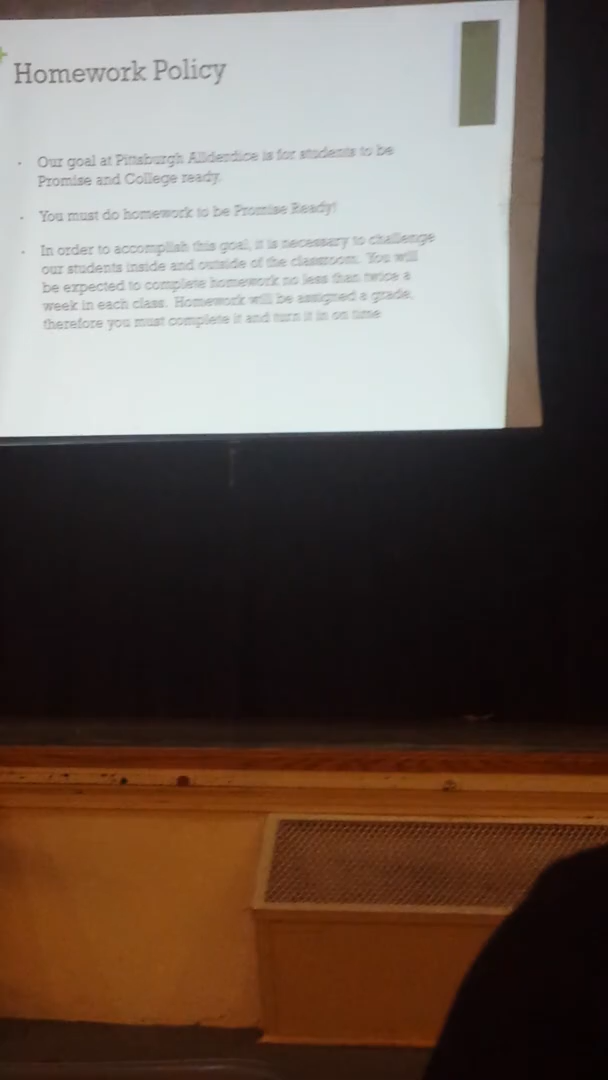 Homework Policy
Our goal at Pittsburgh Allderdice is for students to be
Promise and College ready.
You must do homework to be Promise Ready!
In order to accomplish this goal, it is necessary to challenge
our students inside and outside of the classroom. You will
be expected to complete homework no less than twice a
week in each class. Homework will be assigned a grade,
therefore you must complete it and turn it in on time